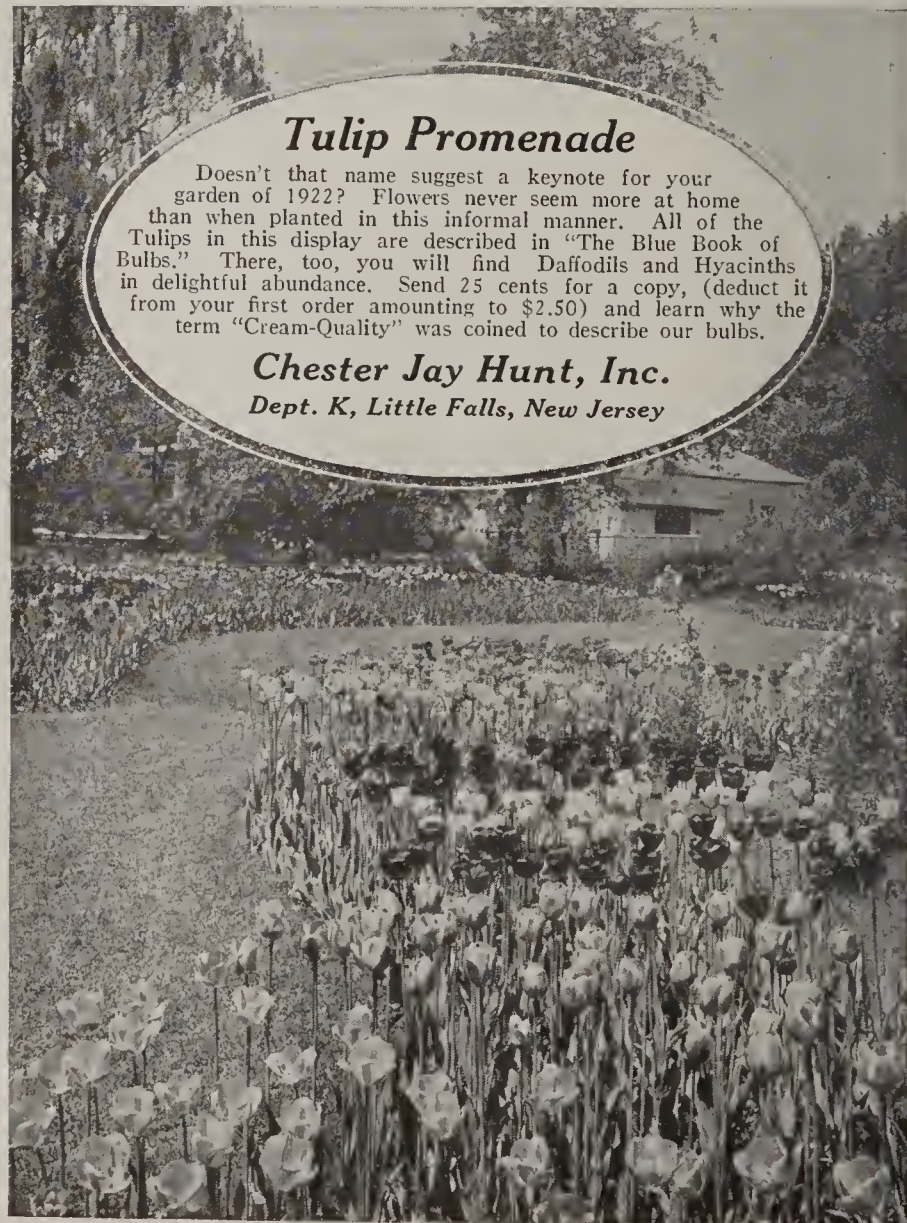 Tulip Promenade
Doesn't that name suggest a keynote for your
garden of 1922? Flowers never seem more at home
than when planted in this informal manner. All of the
Tulips in this display are described in "The Blue Book of
Bulbs." There, too, you will find Daffodils and Hyacinths
in delightful abundance. Send 25 cents for a copy, (deduct it
from your first order amounting to $2.50) and learn why the
term "Cream-Quality" was coined to describe our bulbs.
Chester Jay Hunt, Inc.
Dept. K, Little Falls, New Jersey